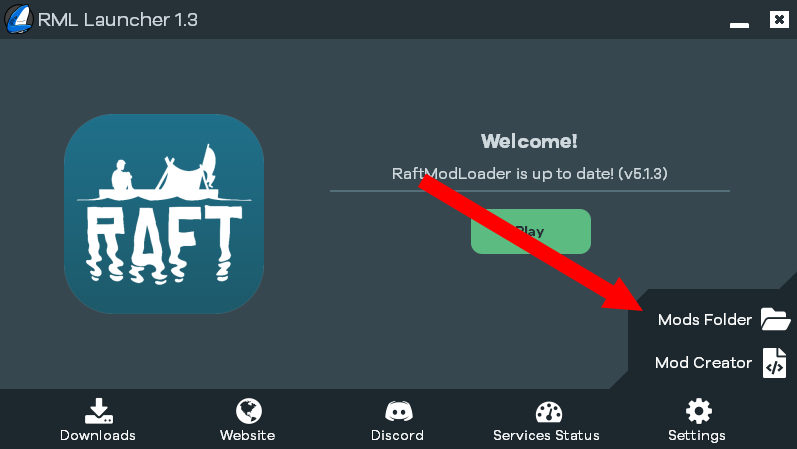 RML Launcher 1.3
RAFT
Welcome!
RaftModLoader is up to date! (v5.1.3)
Play
Mods Folder
Mod Creator
Downloads
Website
Discord
Services Status
Settings